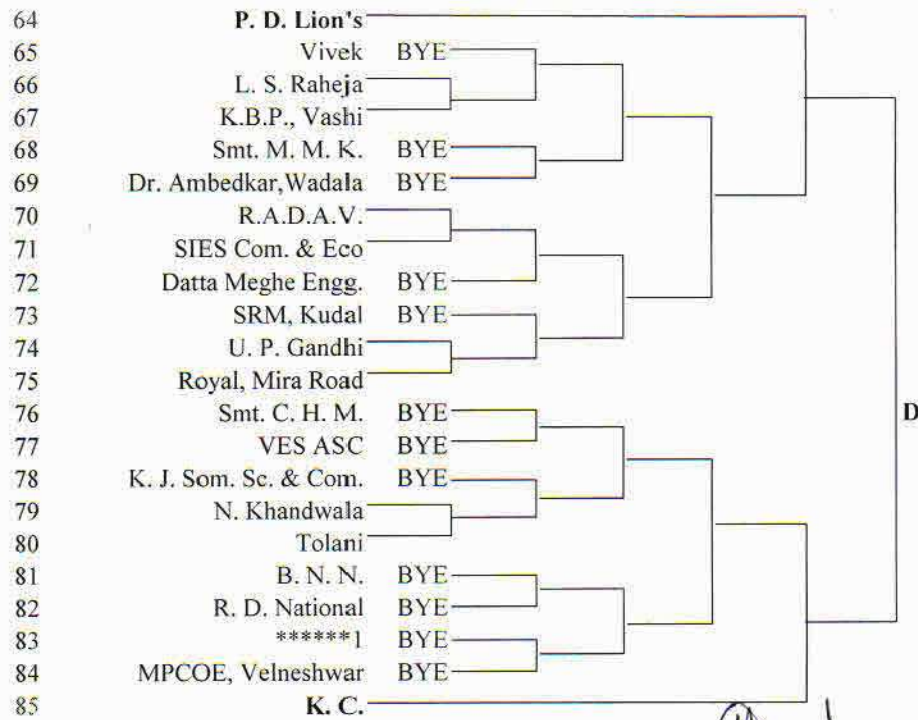 64 P. D. Lion's
65 Vivek BYE
66 L. S. Raheja
67 K.B.P., Vashi
68 Smt. M. M. K. BYE
69 Dr. Ambedkar,Wadala BYE
70 R.A.D.A.V.
71 SIES Com. & Eco
72 Datta Meghe Engg. BYE
73 SRM, Kudal BYE
74 U. P. Gandhi
75 Royal, Mira Road
76 Smt. C. H. M. BYE
D
77 VES ASC BYE
78 K. J. Som. Sc. & Com. BYE
79 N. Khandwala
80 Tolani
81 B. N. N. BYE
82 R. D. National BYE
83 ******1 BYE
84 MPCOE, Velneshwar BYE
85 K. C.